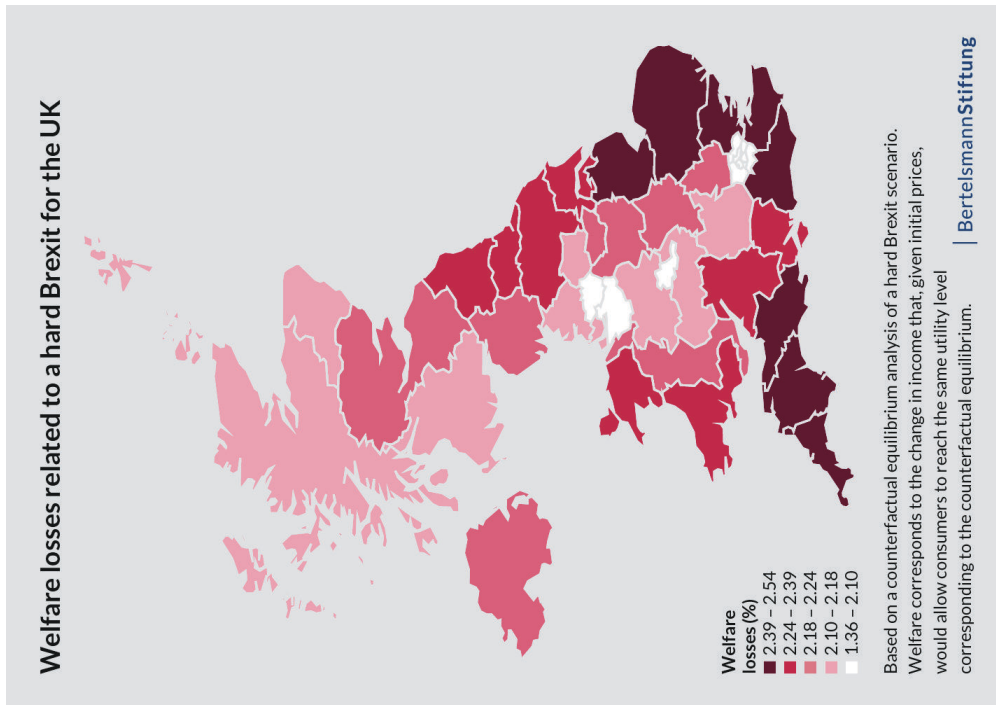 Welfare losses related to a hard Brexit for the UK
Welfare
losses (%)
2.39 – 2.54
2.24 – 2.39
2.18 – 2.24
2.10 – 2.18
1.36 – 2.10
Based on a counterfactual equilibrium analysis of a hard Brexit scenario.
Welfare corresponds to the change in income that, given initial prices,
would allow consumers to reach the same utility level
corresponding to the counterfactual equilibrium.
| BertelsmannStiftung